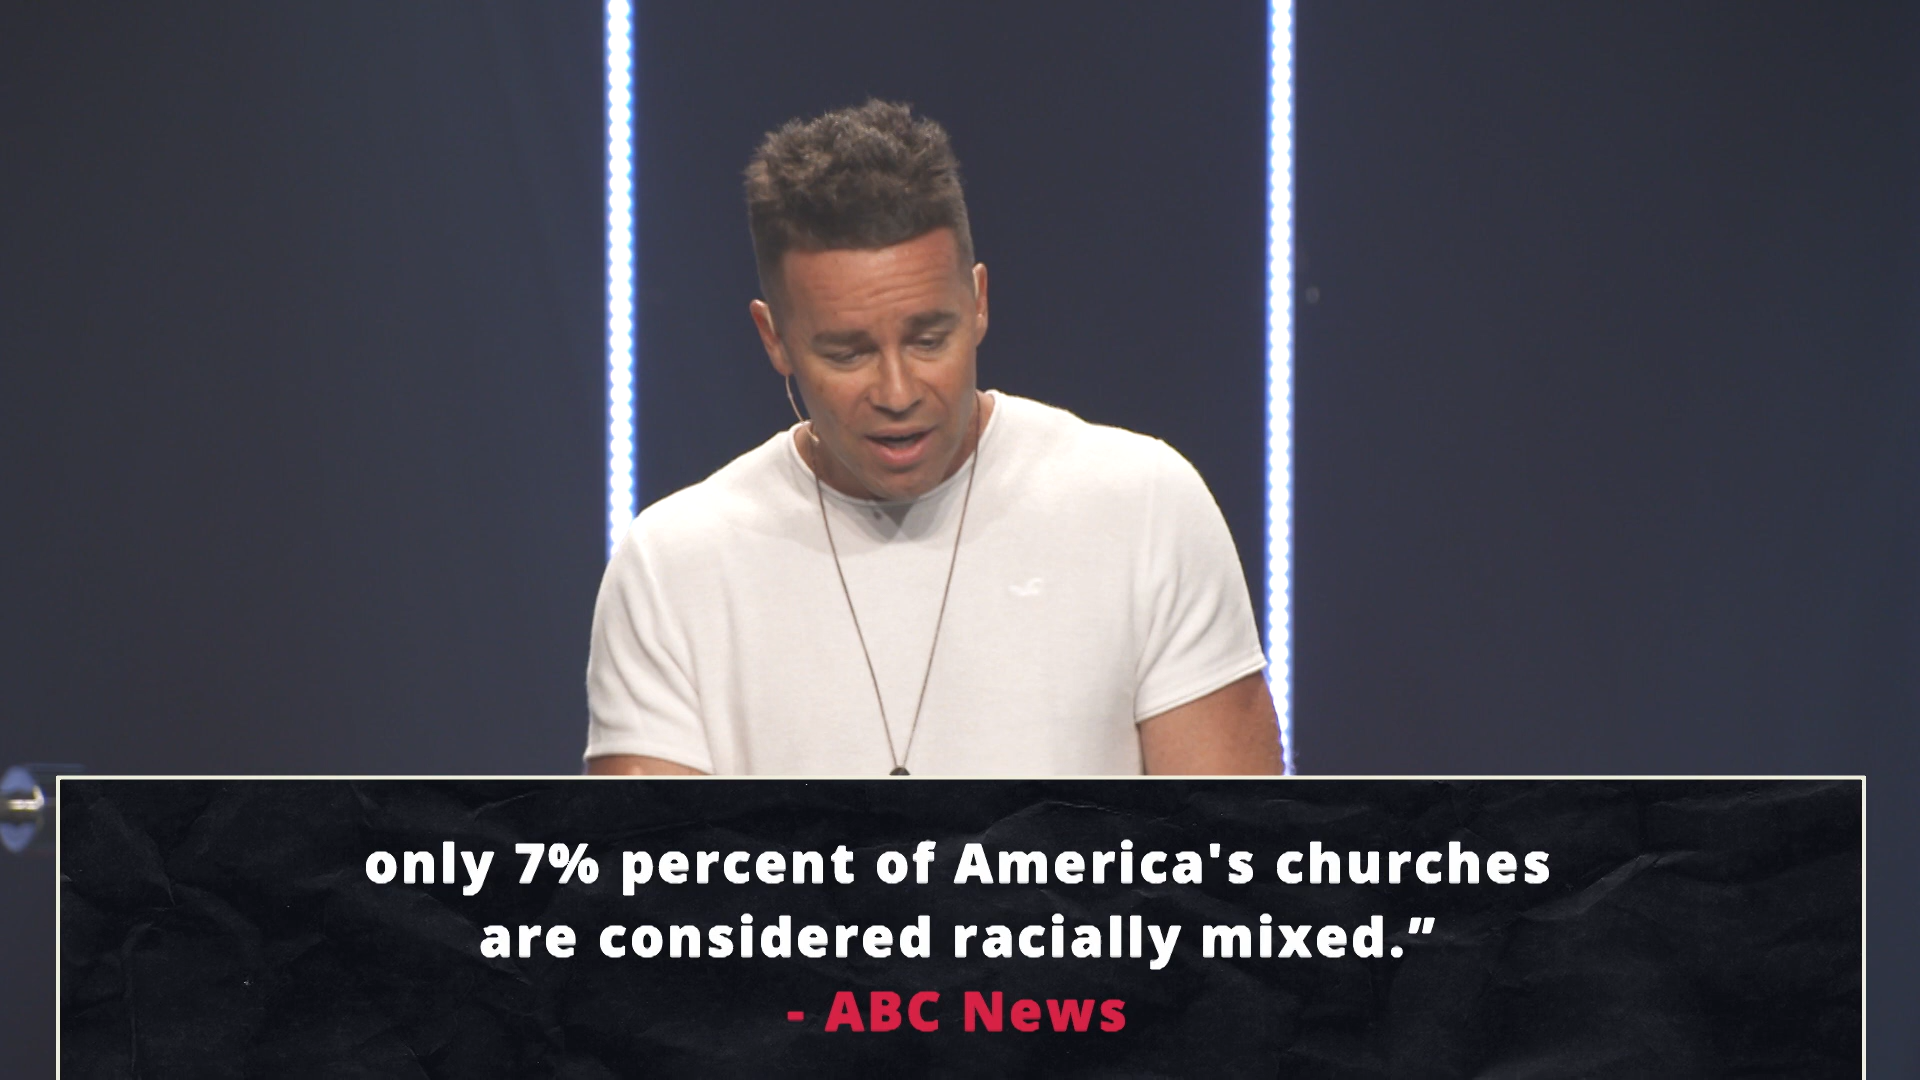 only 7% percent of America's churches
are considered racially mixed.”
- ABC News